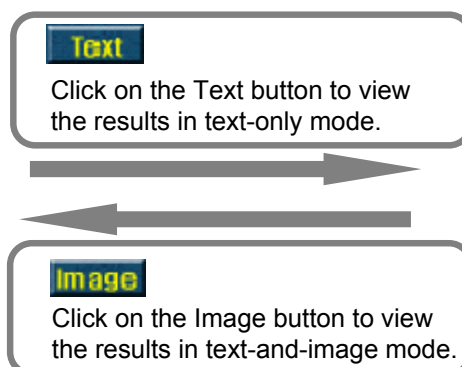 Text
Click on the Text button to view
the results in text-only mode.
Image
Click on the Image button to view
the results in text-and-image mode.